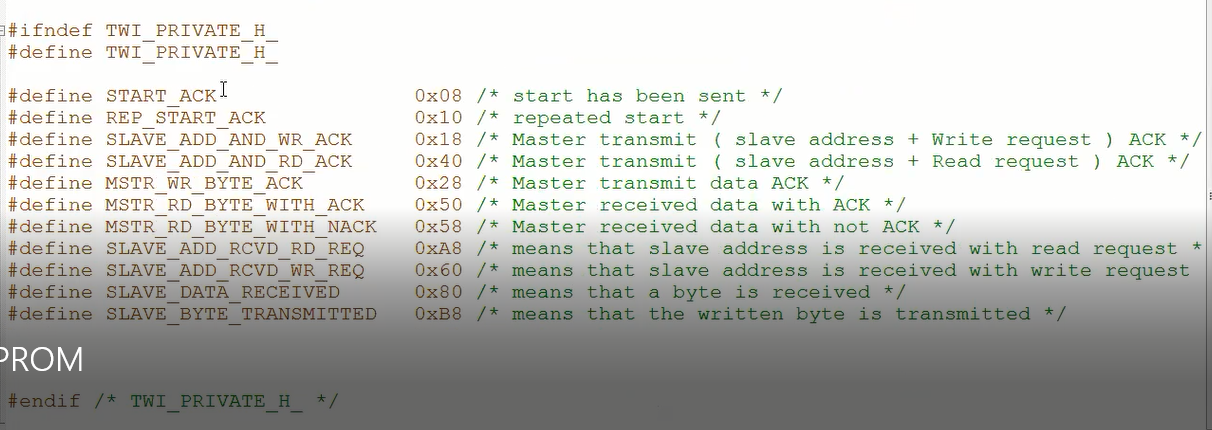 #ifndef TWI_PRIVATE_H_
#define TWI_PRIVATE_H_
#define START_ACK 0x08 /* start has been sent */
#define REP_START_ACK 0x10 /* repeated start */
#define SLAVE_ADD_AND_WR_ACK 0x18 /* Master transmit ( slave address + Write request ) ACK */
#define SLAVE_ADD_AND_RD_ACK 0x40 /* Master transmit ( slave address + Read request ) ACK */
#define MSTR_WR_BYTE_ACK 0x28 /* Master transmit data ACK */
#define MSTR_RD_BYTE_WITH_ACK 0x50 /* Master received data with ACK */
#define MSTR_RD_BYTE_WITH_NACK 0x58 /* Master received data with not ACK */
#define SLAVE_ADD_RCVD_RD_REQ 0xA8 /* means that slave address is received with read request *
#define SLAVE_ADD_RCVD_WR_REQ 0x60 /* means that slave address is received with write request
#define SLAVE_DATA_RECEIVED 0x80 /* means that a byte is received */
#define SLAVE_BYTE_TRANSMITTED 0xB8 /* means that the written byte is transmitted */
PROM
#endif /* TWI_PRIVATE_H_ */